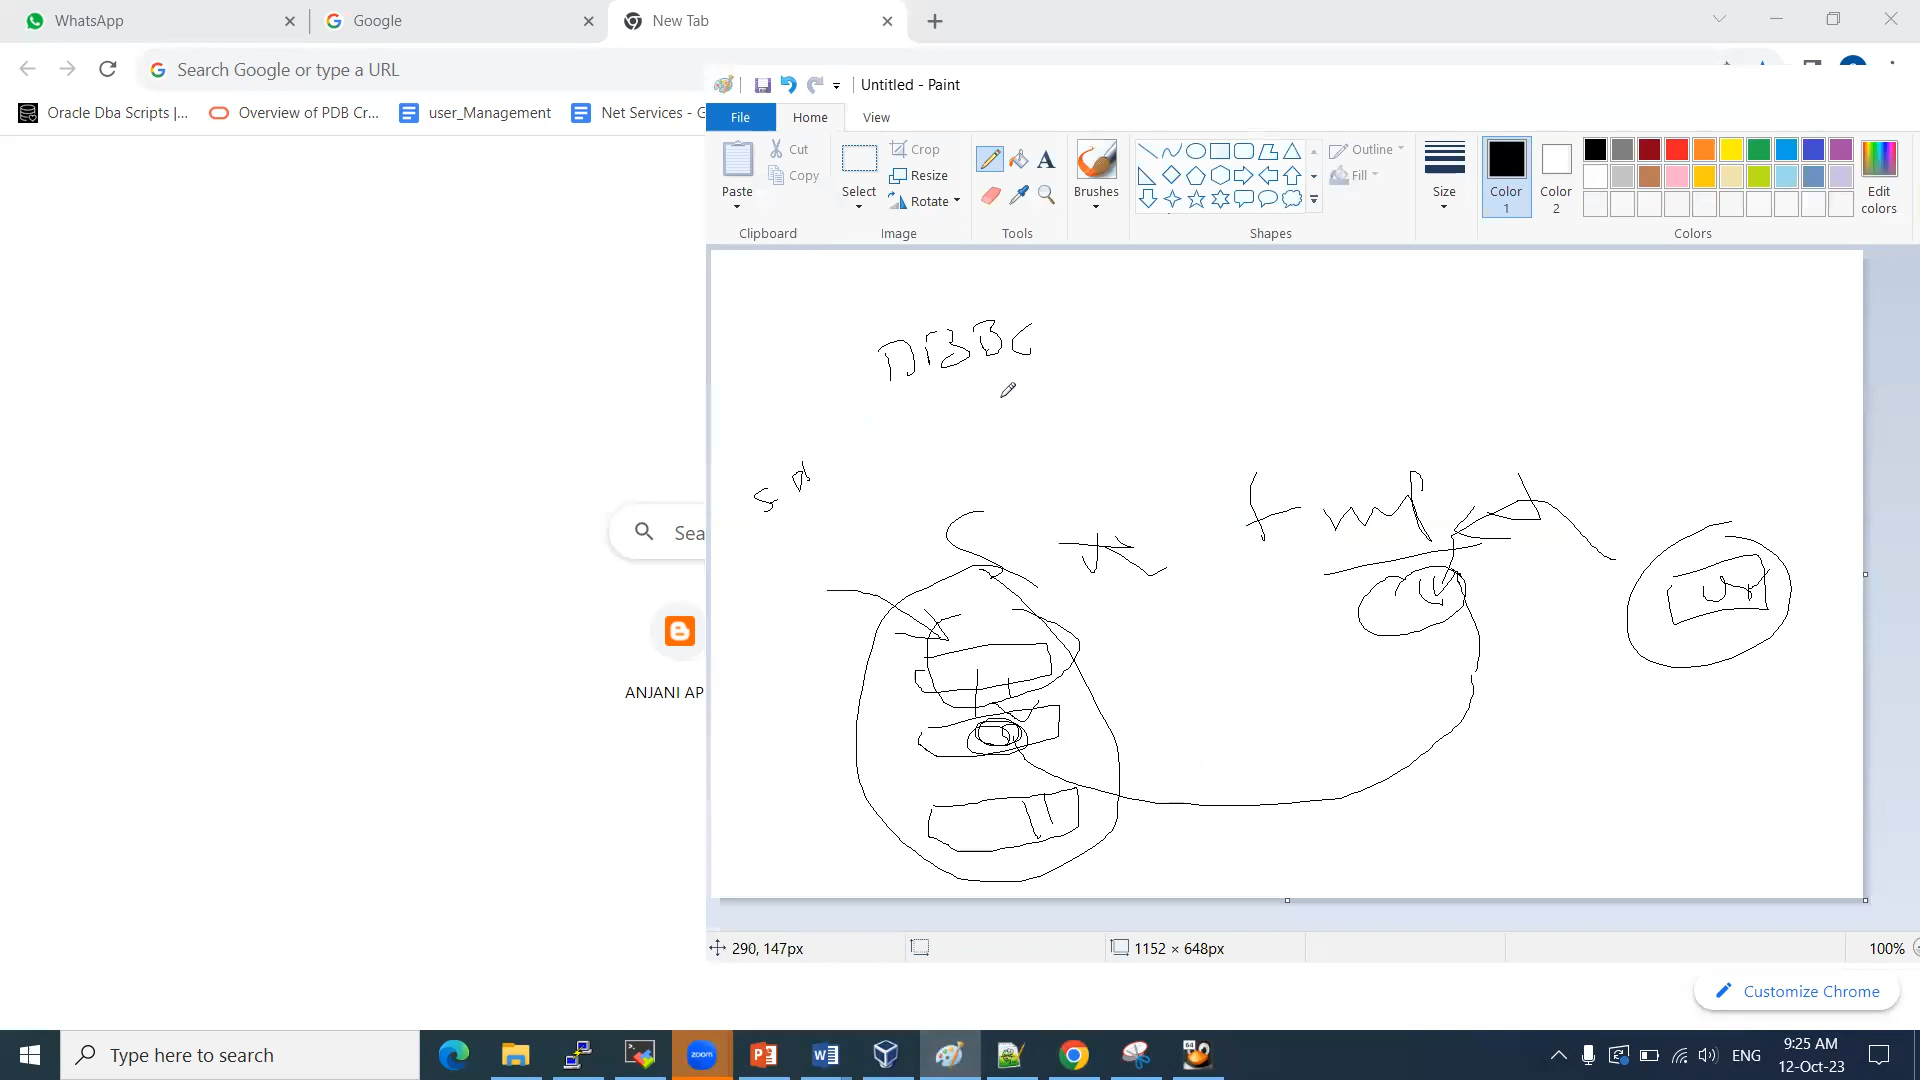 WhatsApp
Google
New Tab
Search Google or type a URL
Oracle Dba Scripts |...
Overview of PDB Cr...
user_Management
Net Services - G
Untitled - Paint
File
Home
View
Paste
Cut
Copy
Clipboard
Select
Crop
Resize
Rotate
Image
Tools
Brushes
Shapes
Outline
Fill
Size
Color 1
Color 2
Edit colors
Colors
DBBC
Sea
ANJANI AP
290, 147px
1152 × 648px
100%
Customize Chrome
Type here to search
zoom
64
ENG
9:25 AM
12-Oct-23